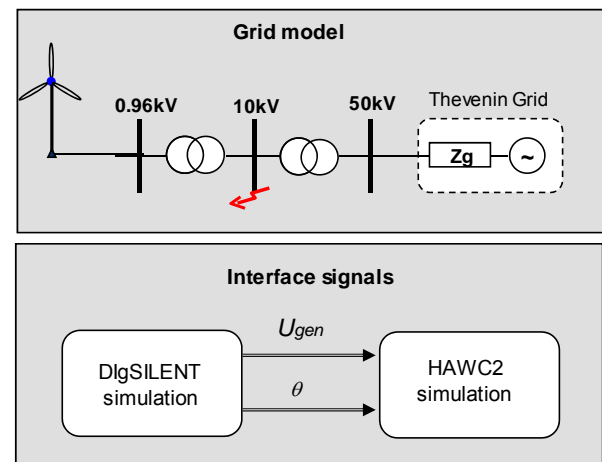 Grid model
0.96kV
10kV
50kV
Thevenin Grid
Zg
~
Interface signals
DIgSILENT
simulation
Ugen
θ
HAWC2
simulation